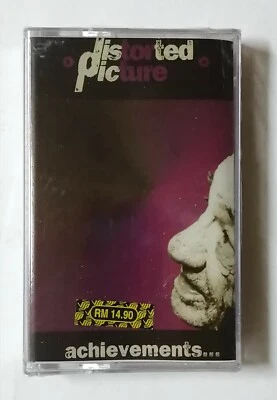 distorted
picture
RM 14.90
achievements...